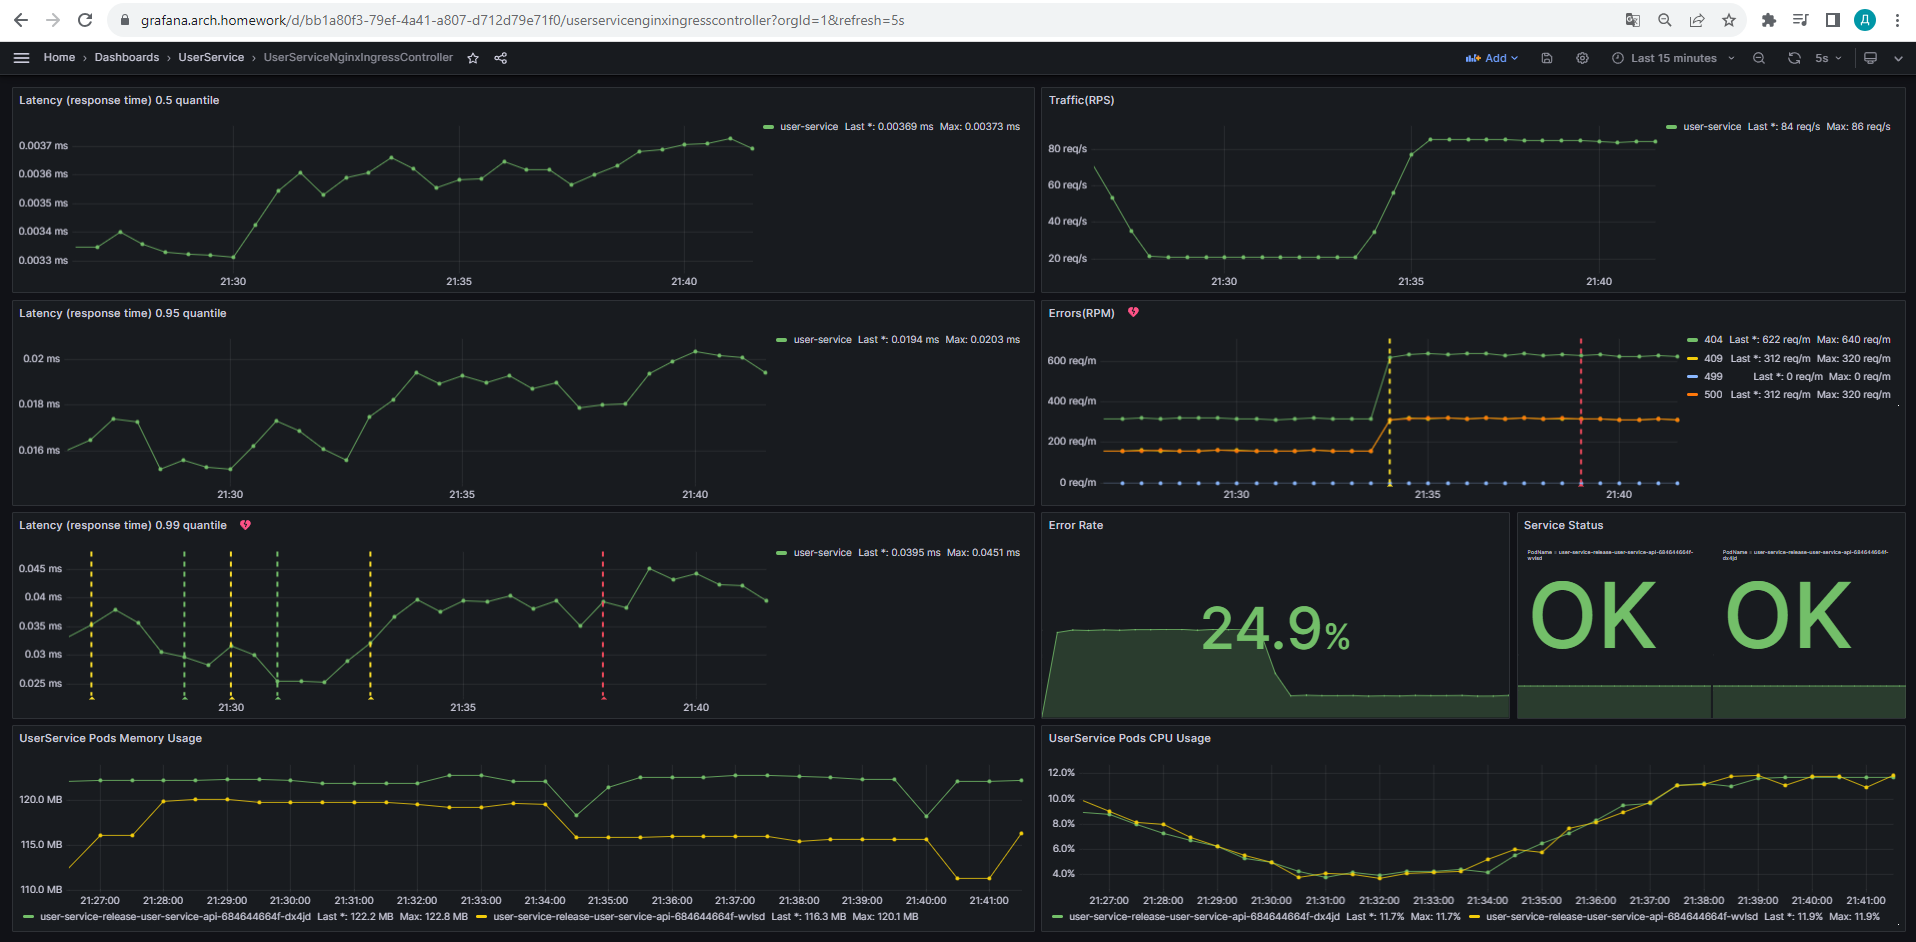 grafana.arch.homework/d/bb1a80f3-79ef-4a41-a807-d712d79e71f0/userservicenginxingresscontroller?orgId=1&refresh=5s
Д
Home › Dashboards › UserService › UserServiceNginxIngressController
Add
Last 15 minutes
5s
Latency (response time) 0.5 quantile
user-service Last *: 0.00369 ms Max: 0.00373 ms
0.0037 ms
0.0036 ms
0.0035 ms
0.0034 ms
0.0033 ms
21:30 21:35 21:40
Traffic(RPS)
user-service Last *: 84 req/s Max: 86 req/s
80 req/s
60 req/s
40 req/s
20 req/s
21:30 21:35 21:40
Latency (response time) 0.95 quantile
user-service Last *: 0.0194 ms Max: 0.0203 ms
0.02 ms
0.018 ms
0.016 ms
21:30 21:35 21:40
Errors(RPM)
404 Last *: 622 req/m Max: 640 req/m
409 Last *: 312 req/m Max: 320 req/m
499 Last *: 0 req/m Max: 0 req/m
500 Last *: 312 req/m Max: 320 req/m
600 req/m
400 req/m
200 req/m
0 req/m
21:30 21:35 21:40
Latency (response time) 0.99 quantile
user-service Last *: 0.0395 ms Max: 0.0451 ms
0.045 ms
0.04 ms
0.035 ms
0.03 ms
0.025 ms
21:30 21:35 21:40
Error Rate
24.9%
Service Status
PodName = user-service-release-user-service-api-684644664f-
wvlsd
OK
PodName = user-service-release-user-service-api-684644664f-
dx4jd
OK
UserService Pods Memory Usage
120.0 MB
115.0 MB
110.0 MB
21:27:00 21:28:00 21:29:00 21:30:00 21:31:00 21:32:00 21:33:00 21:34:00 21:35:00 21:36:00 21:37:00 21:38:00 21:39:00 21:40:00 21:41:00
user-service-release-user-service-api-684644664f-dx4jd Last *: 122.2 MB Max: 122.8 MB user-service-release-user-service-api-684644664f-wvlsd Last *: 116.3 MB Max: 120.1 MB
UserService Pods CPU Usage
12.0%
10.0%
8.0%
6.0%
4.0%
21:27:00 21:28:00 21:29:00 21:30:00 21:31:00 21:32:00 21:33:00 21:34:00 21:35:00 21:36:00 21:37:00 21:38:00 21:39:00 21:40:00 21:41:00
user-service-release-user-service-api-684644664f-dx4jd Last *: 11.7% Max: 11.7% user-service-release-user-service-api-684644664f-wvlsd Last *: 11.9% Max: 11.9%